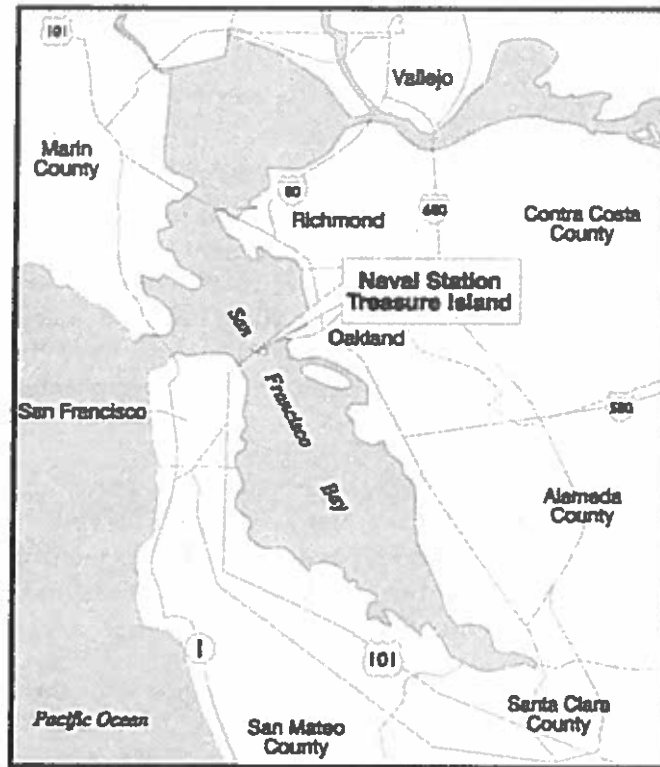 101
Vallejo
Marin
County
80
Richmond
680
Contra Costa
County
Naval Station
Treasure Island
San
Francisco
Bay
Oakland
San Francisco
580
Alameda
County
1
101
Pacific Ocean
San Mateo
County
Santa Clara
County